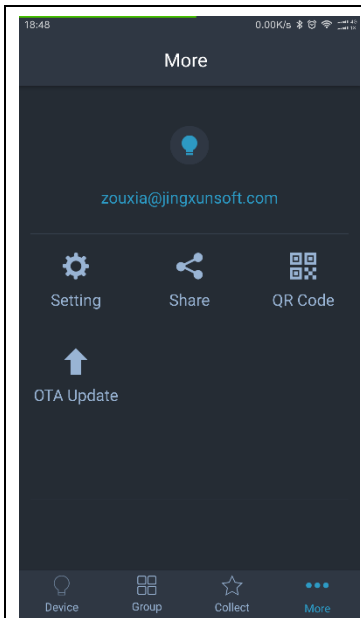 18:48 0.00K/s
More
zouxia@jingxunsoft.com
Setting Share QR Code
OTA Update
Device Group Collect More